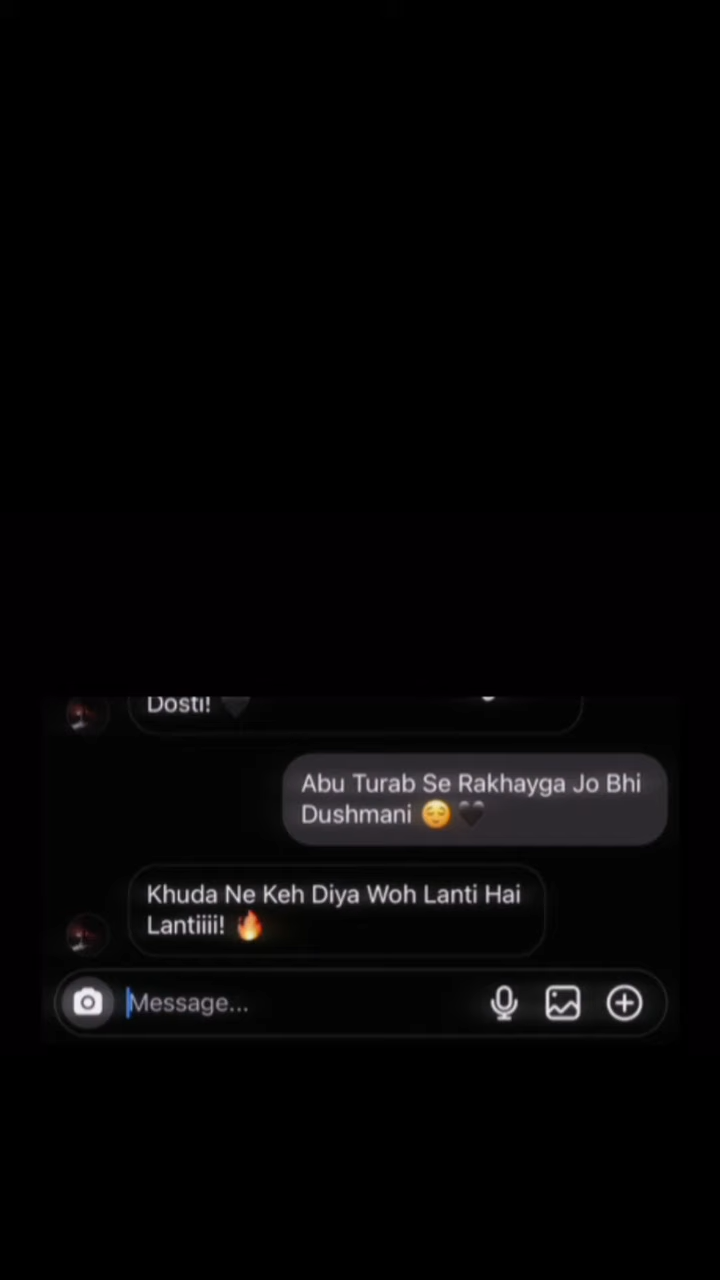 Dosti! 🖤
Abu Turab Se Rakhayga Jo Bhi
Dushmani 😌🖤
Khuda Ne Keh Diya Woh Lanti Hai
Lantiiii! 🔥
Message...